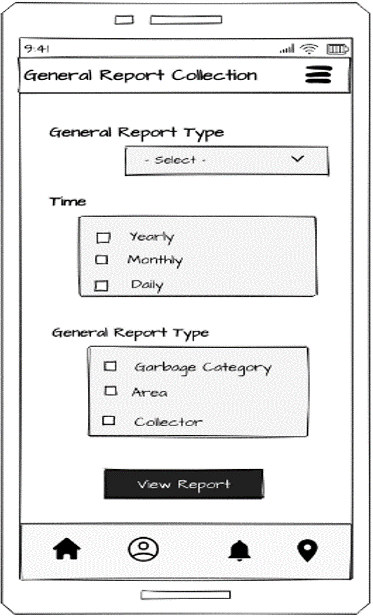 9:41
General Report Collection
General Report Type
- Select -
Time
Yearly
Monthly
Daily
General Report Type
Garbage Category
Area
Collector
View Report